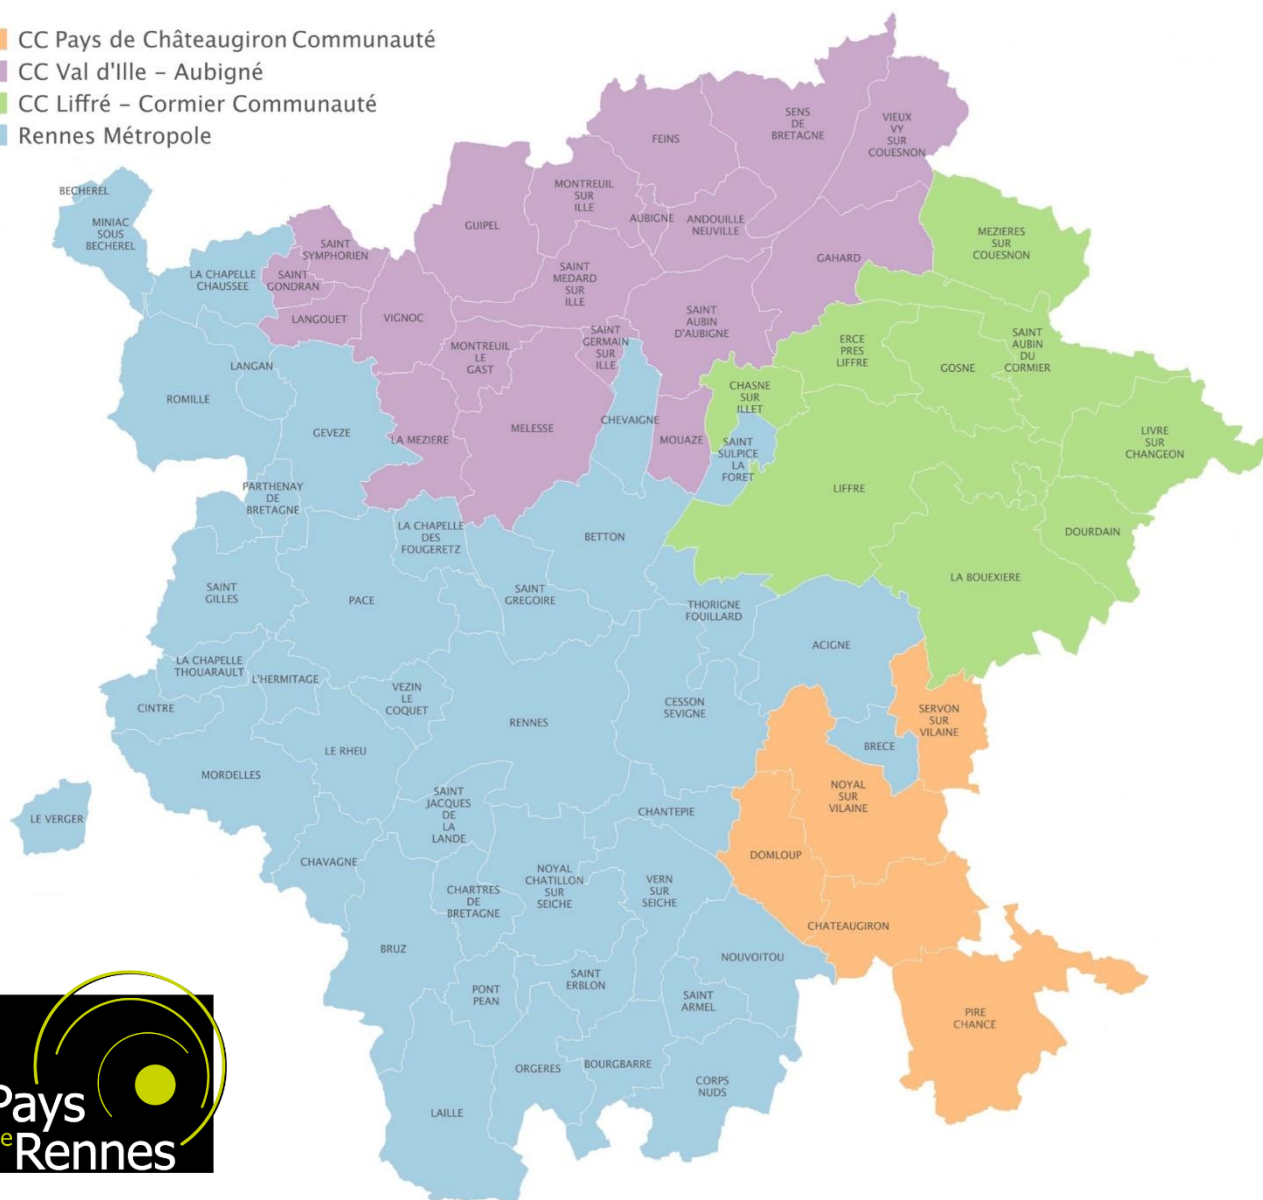 CC Pays de Châteaugiron Communauté
CC Val d'Ille – Aubigné
CC Liffré – Cormier Communauté
Rennes Métropole
SENS
DE
BRETAGNE
VIEUX
VY
SUR
COUESNON
FEINS
BECHEREL
MINIAC
SOUS
BECHEREL
MONTREUIL
SUR
ILLE
GUIPEL
AUBIGNE
ANDOUILLE
NEUVILLE
MEZIERES
SUR
COUESNON
SAINT
SYMPHORIEN
GAHARD
LA CHAPELLE
CHAUSSEE
SAINT
GONDRAN
SAINT
MEDARD
SUR
ILLE
LANGOUET
VIGNOC
SAINT
AUBIN
D'AUBIGNE
SAINT
GERMAIN
SUR
ILLE
MONTREUIL
LE
GAST
ERCE
PRES
LIFFRE
GOSNE
SAINT
AUBIN
DU
CORMIER
LANGAN
ROMILLE
CHASNE
SUR
ILLET
GEVEZE
LA MEZIERE
MELESSE
CHEVAIGNE
MOUAZE
SAINT
SULPICE
LA
FORET
LIVRE
SUR
CHANGEON
LIFFRE
PARTHENAY
DE
BRETAGNE
LA CHAPELLE
DES
FOUGERETZ
BETTON
DOURDAIN
LA BOUEXIERE
SAINT
GILLES
PACE
SAINT
GREGOIRE
THORIGNE
FOUILLARD
ACIGNE
LA CHAPELLE
THOUARAULT
L'HERMITAGE
CINTRE
VEZIN
LE
COQUET
RENNES
CESSON
SEVIGNE
SERVON
SUR
VILAINE
BRECE
LE RHEU
MORDELLES
LE VERGER
SAINT
JACQUES
DE
LA
LANDE
CHANTEPIE
NOYAL
SUR
VILAINE
DOMLOUP
CHAVAGNE
NOYAL
CHATILLON
SUR
SEICHE
VERN
SUR
SEICHE
CHARTRES
DE
BRETAGNE
CHATEAUGIRON
BRUZ
NOUVOITOU
SAINT
ERBLON
PONT
PEAN
SAINT
ARMEL
PIRE
CHANCE
ORGERES
BOURGBARRE
CORPS
NUDS
LAILLE
Pays
de
Rennes